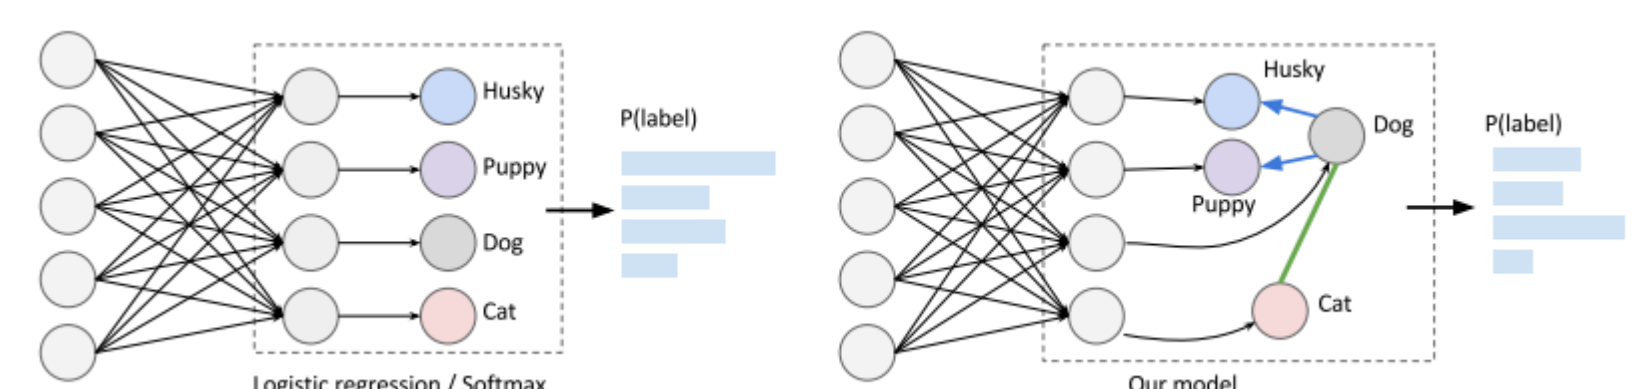 Husky
Puppy
Dog
Cat
P(label)
Logistic regression / Softmax
Husky
Dog
Puppy
Cat
P(label)
Our model